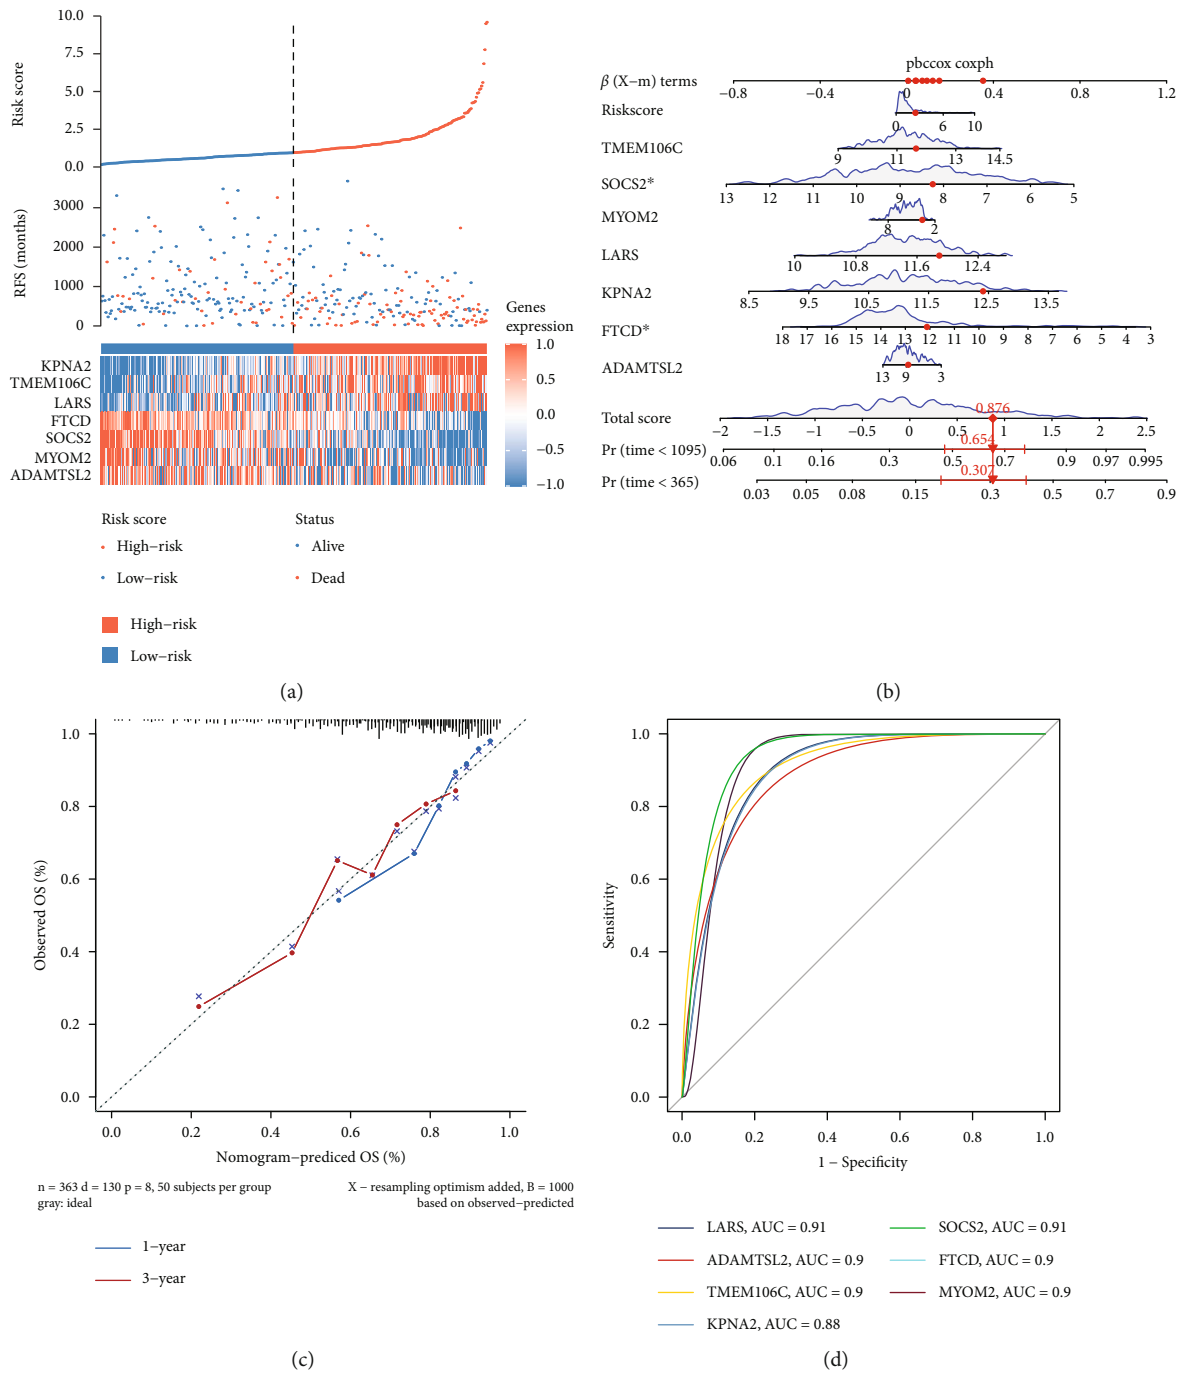 10.0
7.5
5.0
2.5
0.0
Risk score
3000
2000
1000
0
RFS (months)
Genes
expression
1.0
0.5
0.0
−0.5
−1.0
KPNA2
TMEM106C
LARS
FTCD
SOCS2
MYOM2
ADAMTSL2
Risk score
High−risk
Low−risk
Status
Alive
Dead
High−risk
Low−risk
(a)
pbccox coxph
β (X−m) terms
−0.8 −0.4 0 0.4 0.8 1.2
Riskscore
0 6 10
TMEM106C
9 11 13 14.5
SOCS2*
13 12 11 10 9 8 7 6 5
MYOM2
8 2
LARS
10 10.8 11.6 12.4
KPNA2
8.5 9.5 10.5 11.5 12.5 13.5
FTCD*
18 17 16 15 14 13 12 11 10 9 8 7 6 5 4 3
ADAMTSL2
13 9 3
0.876
Total score
−2 −1.5 −1 −0.5 0 0.5 1 1.5 2 2.5
0.654
Pr (time < 1095)
0.06 0.1 0.16 0.3 0.5 0.7 0.9 0.97 0.995
0.307
Pr (time < 365)
0.03 0.05 0.08 0.15 0.3 0.5 0.7 0.9
(b)
1.0
0.8
0.6
0.4
0.2
0.0
Observed OS (%)
0.0 0.2 0.4 0.6 0.8 1.0
Nomogram−prediced OS (%)
n = 363 d = 130 p = 8, 50 subjects per group
gray: ideal
X − resampling optimism added, B = 1000
based on observed−predicted
1−year
3−year
(c)
1.0
0.8
0.6
0.4
0.2
0.0
Sensitivity
0.0 0.2 0.4 0.6 0.8 1.0
1 − Specificity
LARS, AUC = 0.91
ADAMTSL2, AUC = 0.9
TMEM106C, AUC = 0.9
KPNA2, AUC = 0.88
SOCS2, AUC = 0.91
FTCD, AUC = 0.9
MYOM2, AUC = 0.9
(d)